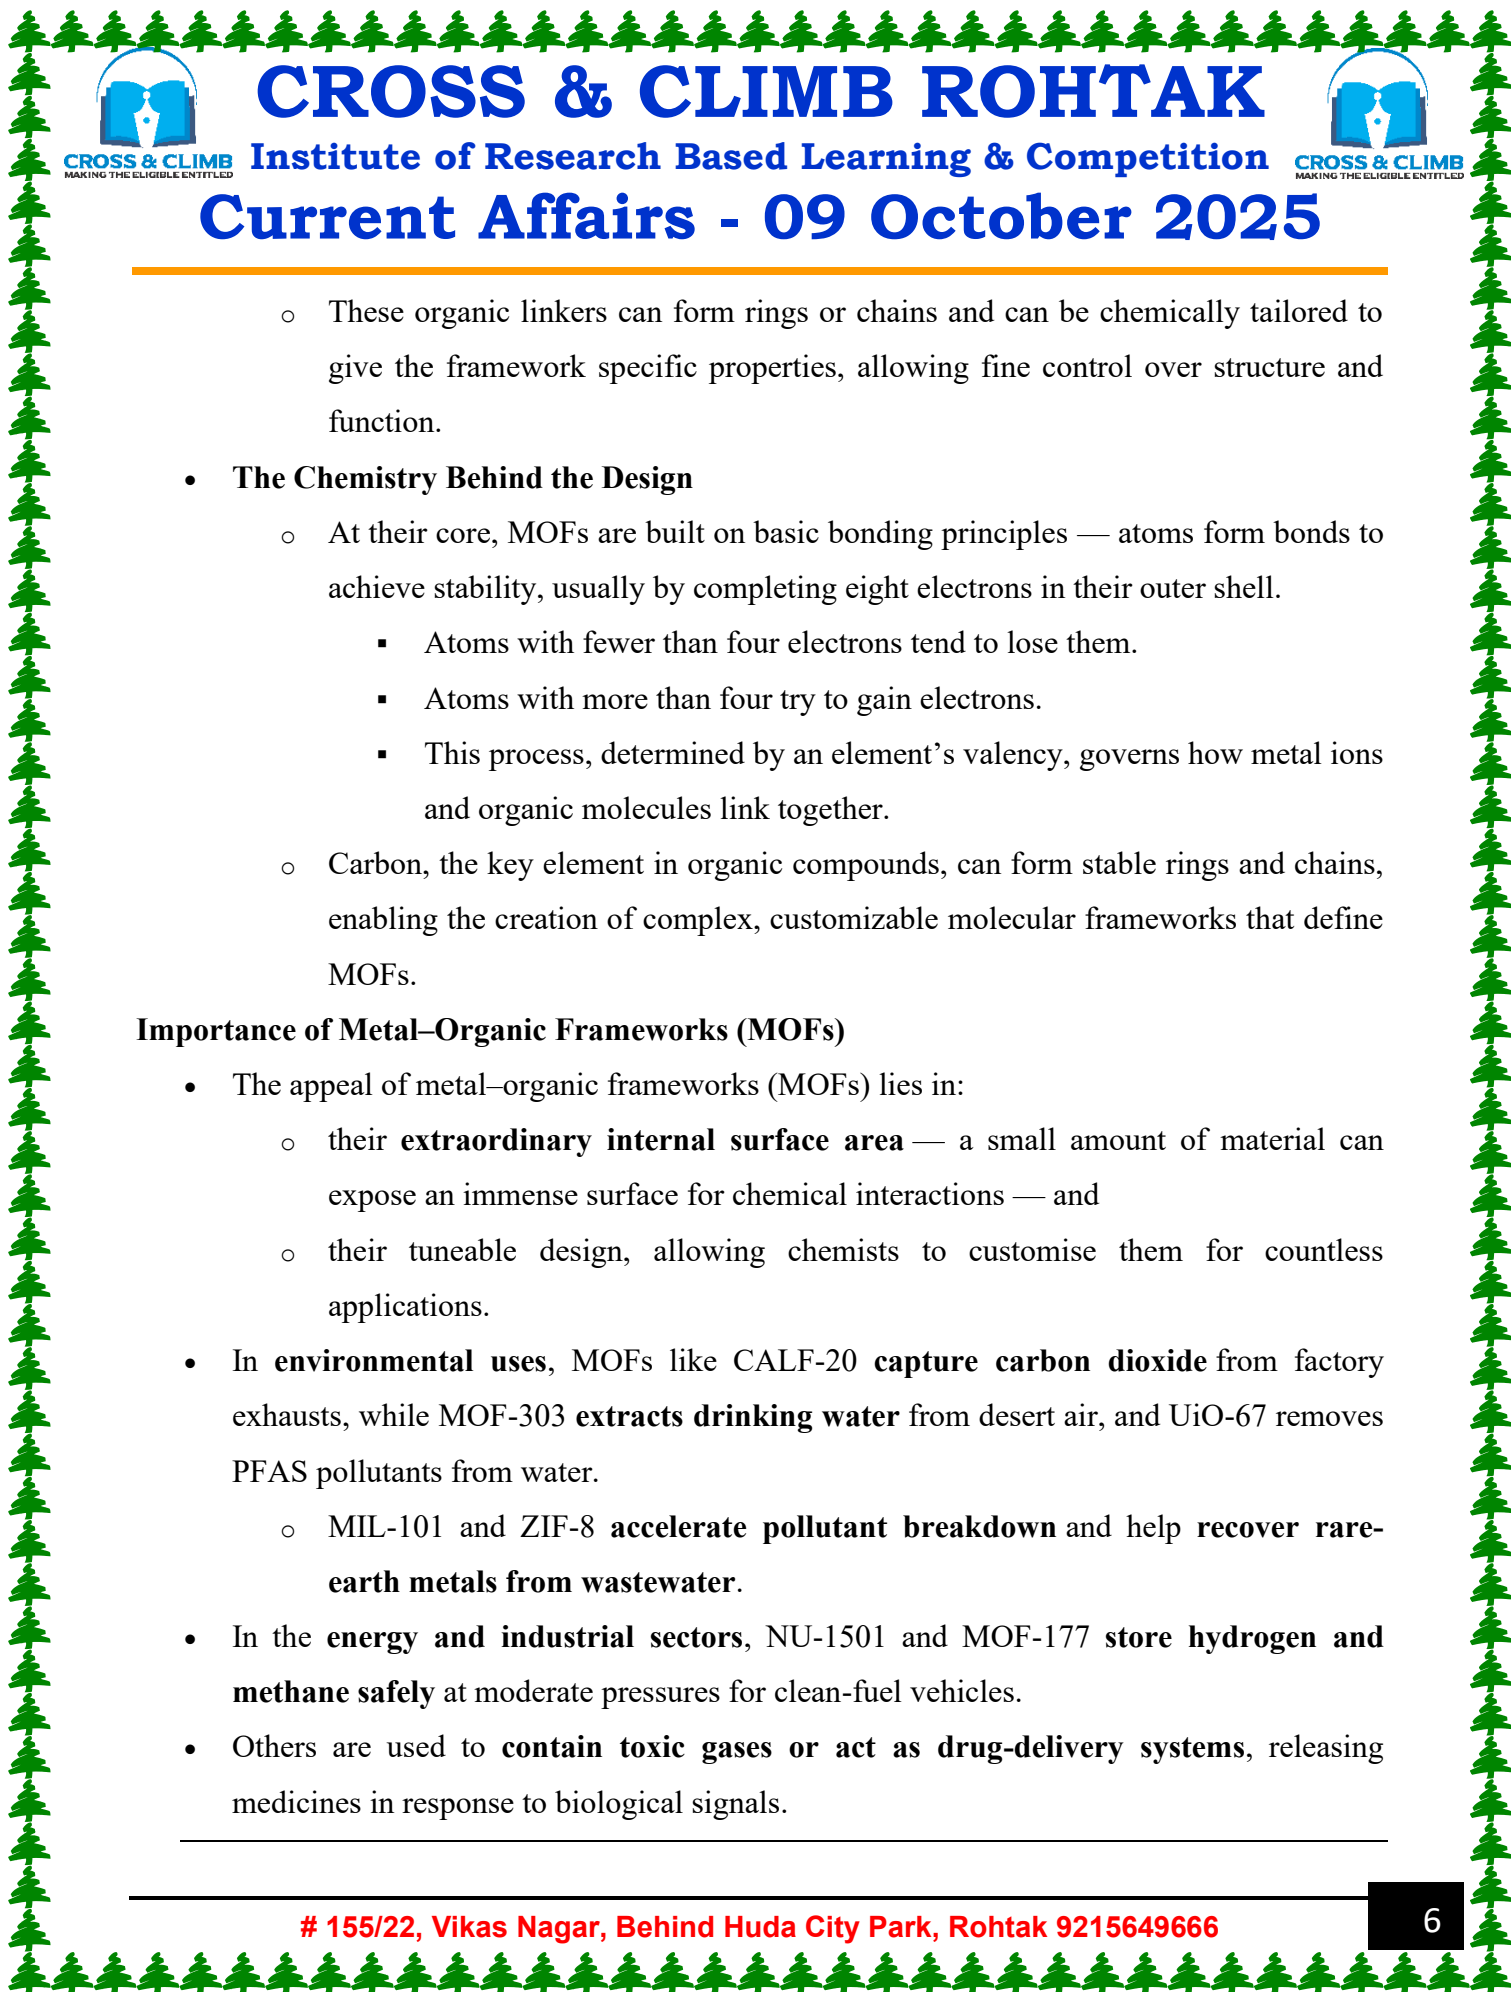 CROSS & CLIMB ROHTAK
CROSS & CLIMB
MAKING THE ELIGIBLE ENTITLED
Institute of Research Based Learning & Competition
CROSS & CLIMB
MAKING THE ELIGIBLE ENTITLED
Current Affairs - 09 October 2025
o These organic linkers can form rings or chains and can be chemically tailored to
give the framework specific properties, allowing fine control over structure and
function.
• The Chemistry Behind the Design
o At their core, MOFs are built on basic bonding principles — atoms form bonds to
achieve stability, usually by completing eight electrons in their outer shell.
▪ Atoms with fewer than four electrons tend to lose them.
▪ Atoms with more than four try to gain electrons.
▪ This process, determined by an element’s valency, governs how metal ions
and organic molecules link together.
o Carbon, the key element in organic compounds, can form stable rings and chains,
enabling the creation of complex, customizable molecular frameworks that define
MOFs.
Importance of Metal–Organic Frameworks (MOFs)
• The appeal of metal–organic frameworks (MOFs) lies in:
o their extraordinary internal surface area — a small amount of material can
expose an immense surface for chemical interactions — and
o their tuneable design, allowing chemists to customise them for countless
applications.
• In environmental uses, MOFs like CALF-20 capture carbon dioxide from factory
exhausts, while MOF-303 extracts drinking water from desert air, and UiO-67 removes
PFAS pollutants from water.
o MIL-101 and ZIF-8 accelerate pollutant breakdown and help recover rare-
earth metals from wastewater.
• In the energy and industrial sectors, NU-1501 and MOF-177 store hydrogen and
methane safely at moderate pressures for clean-fuel vehicles.
• Others are used to contain toxic gases or act as drug-delivery systems, releasing
medicines in response to biological signals.
# 155/22, Vikas Nagar, Behind Huda City Park, Rohtak 9215649666
6